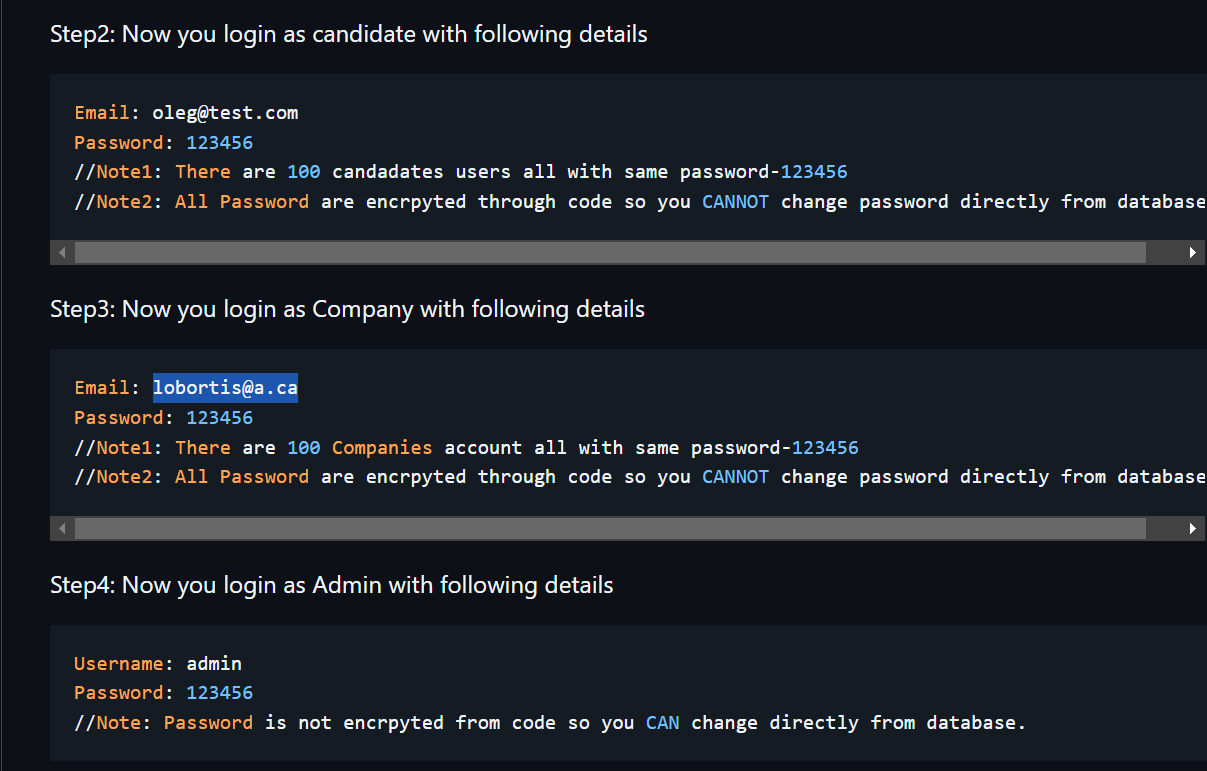 Step2: Now you login as candidate with following details
Email: oleg@test.com
Password: 123456
//Note1: There are 100 candadates users all with same password-123456
//Note2: All Password are encrpyted through code so you CANNOT change password directly from database
Step3: Now you login as Company with following details
Email: lobortis@a.ca
Password: 123456
//Note1: There are 100 Companies account all with same password-123456
//Note2: All Password are encrpyted through code so you CANNOT change password directly from database
Step4: Now you login as Admin with following details
Username: admin
Password: 123456
//Note: Password is not encrpyted from code so you CAN change directly from database.